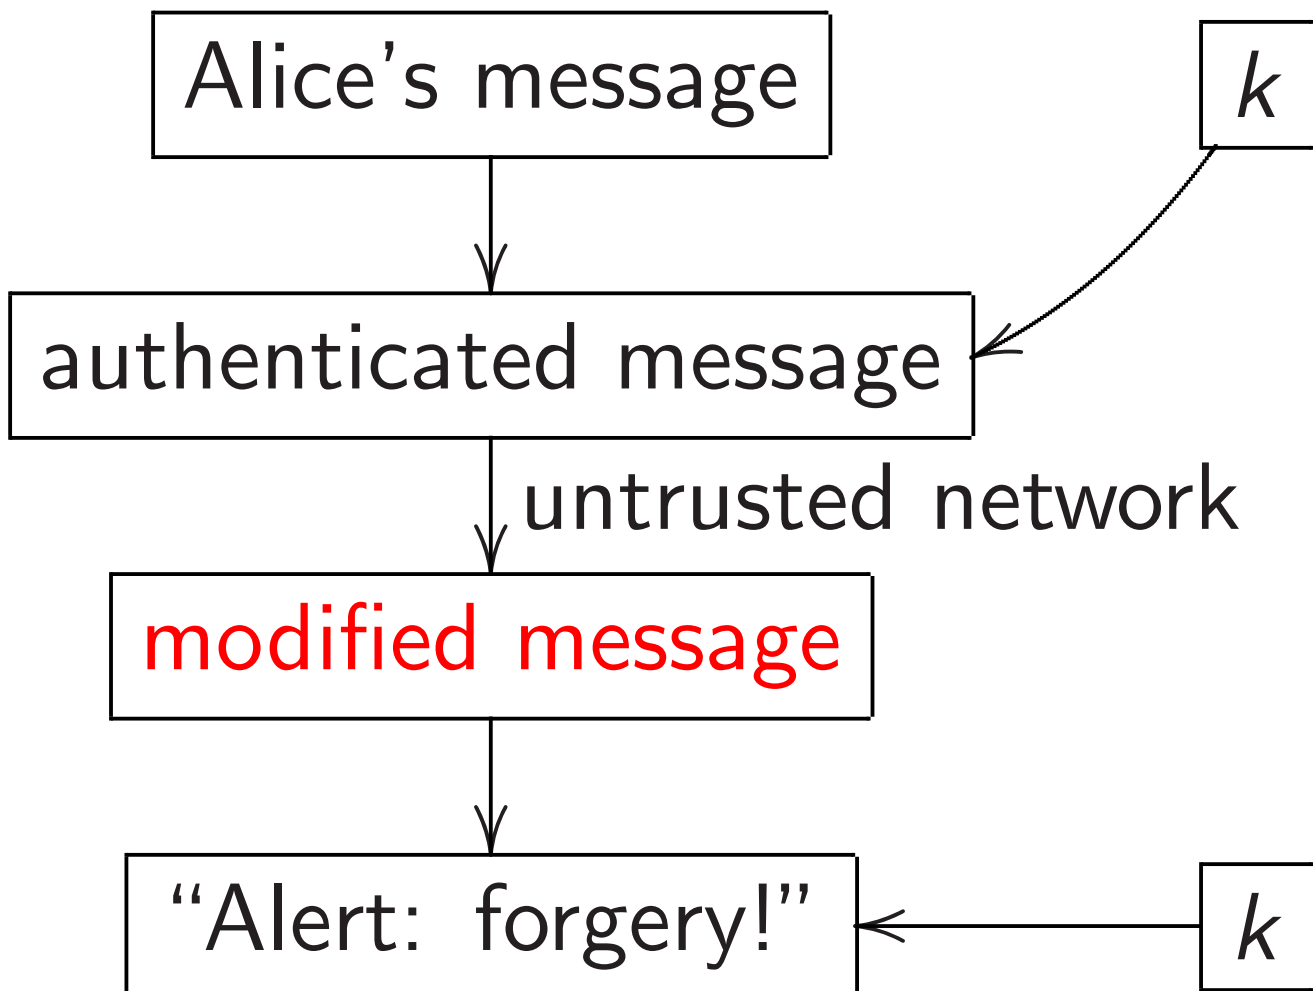 Alice’s message
k
authenticated message
untrusted network
modified message
“Alert: forgery!”
k